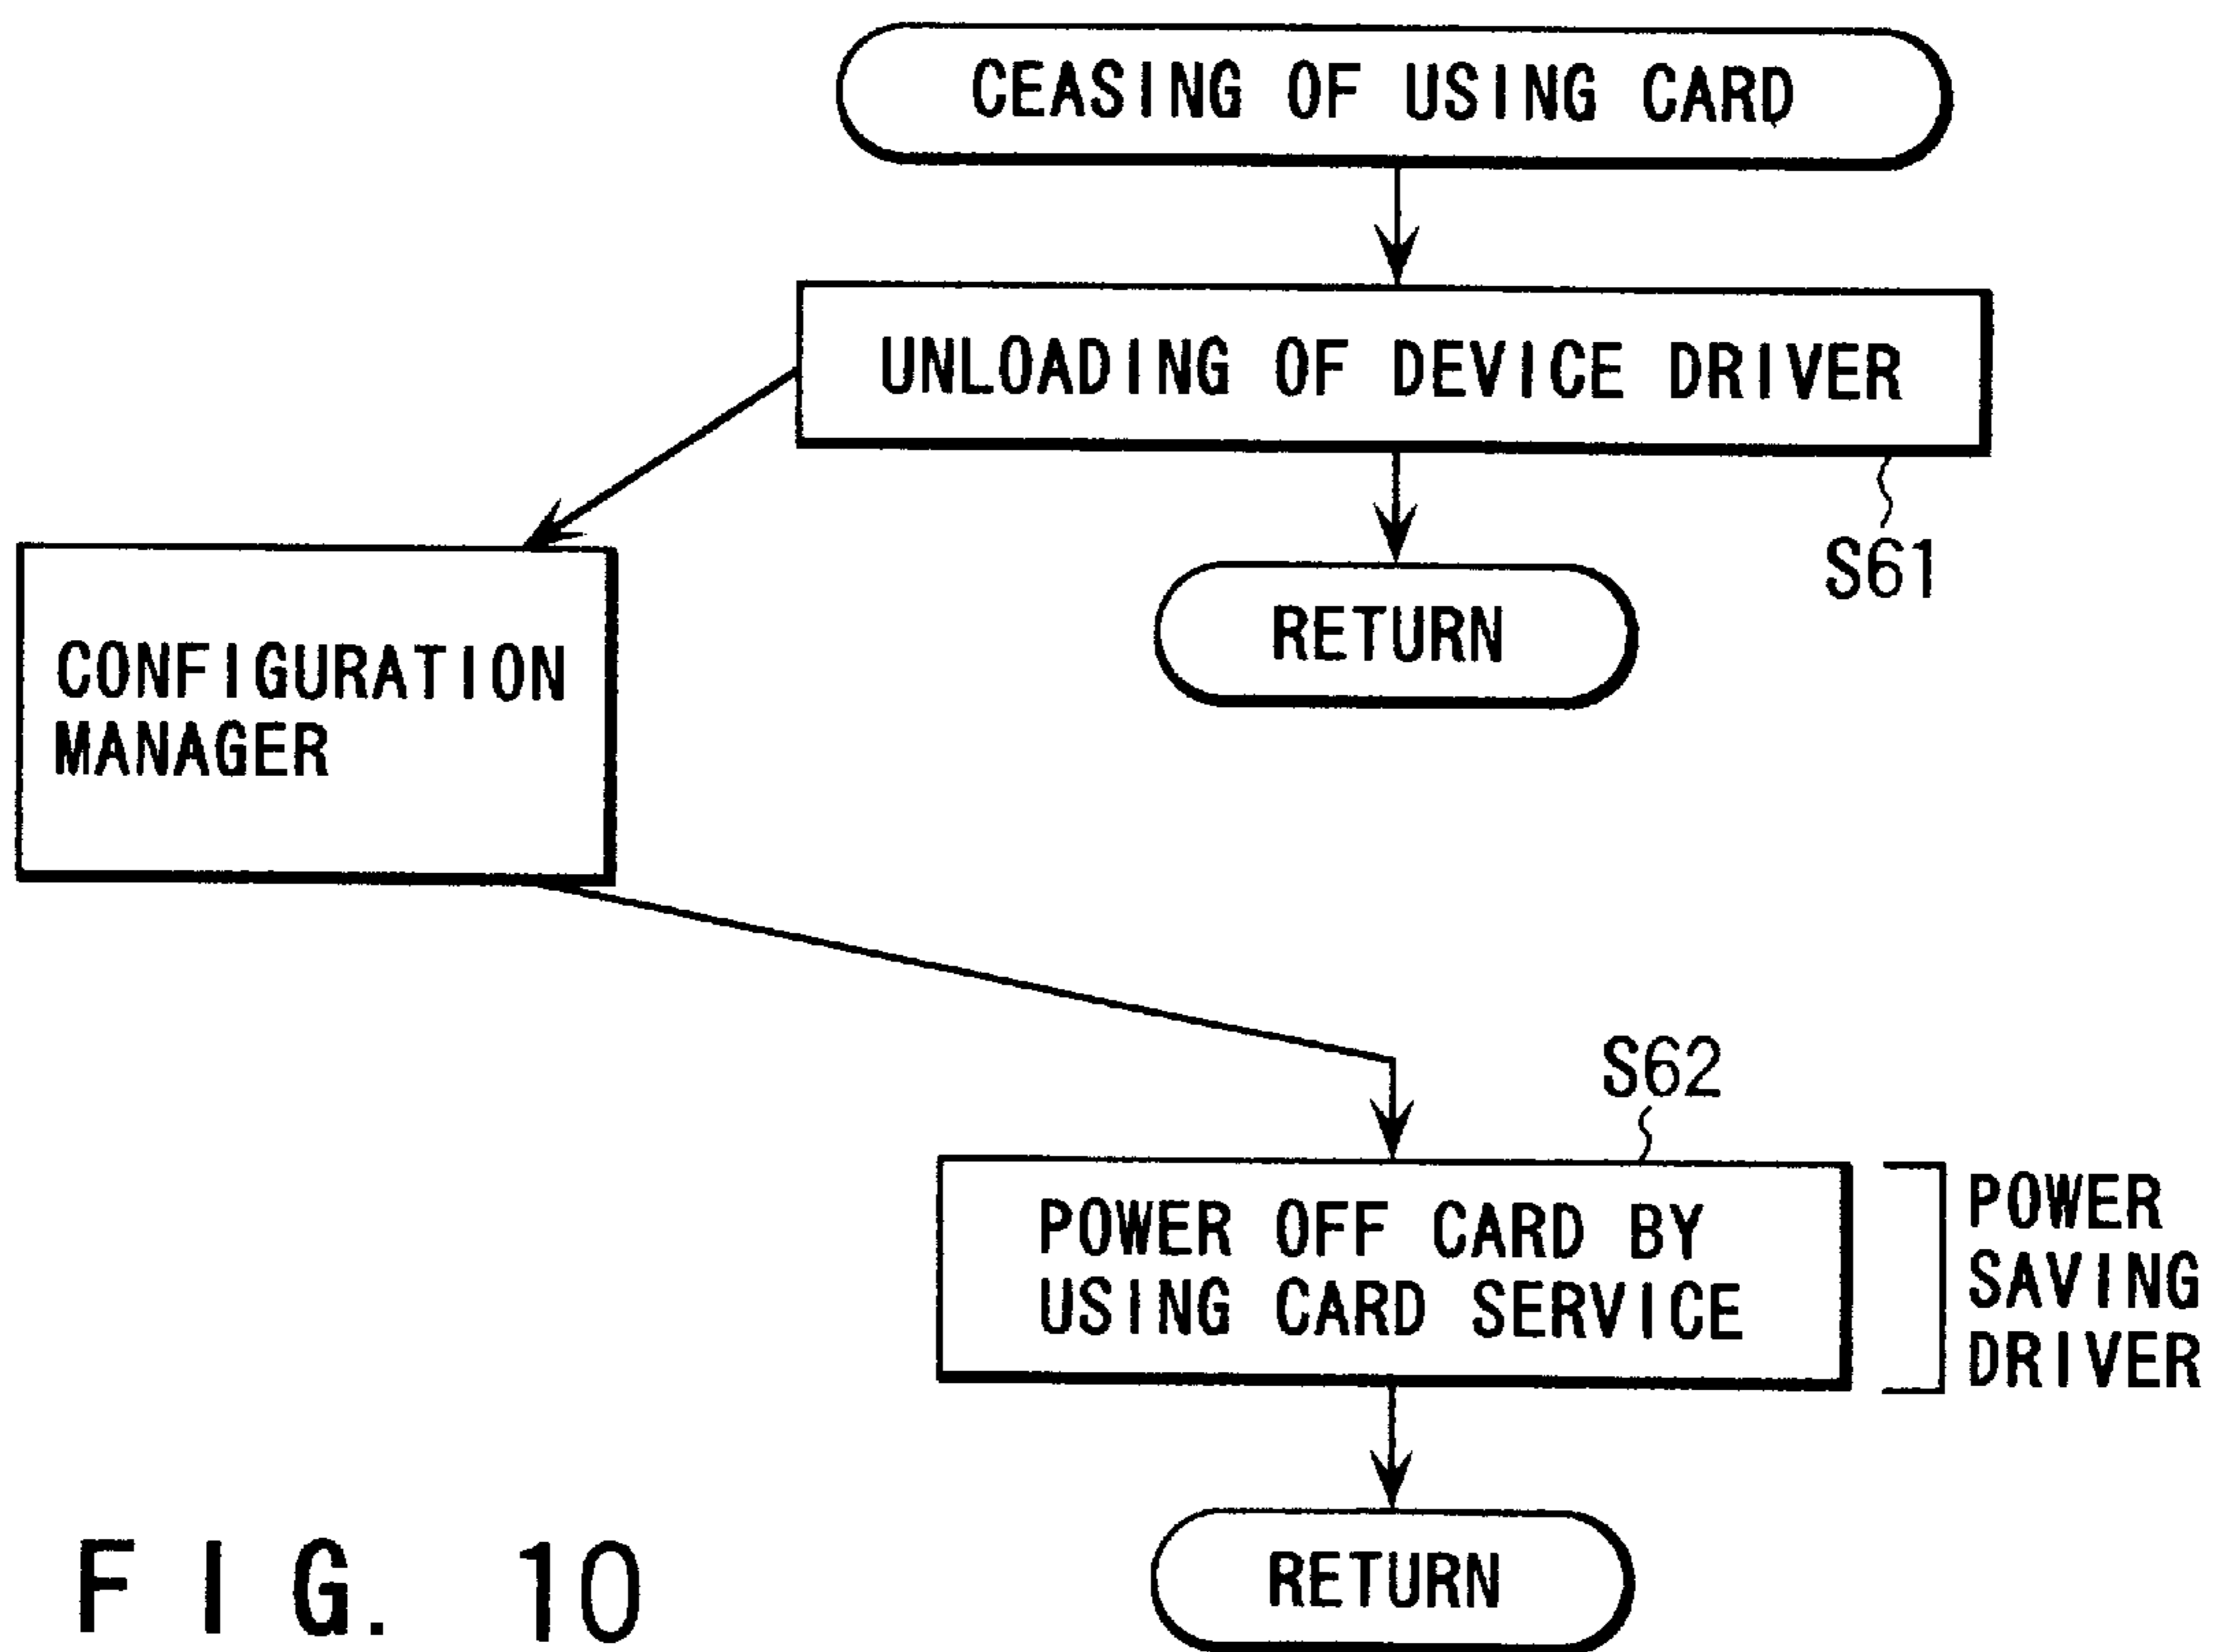 CEASING OF USING CARD
UNLOADING OF DEVICE DRIVER
S61
RETURN
CONFIGURATION
MANAGER
S62
POWER OFF CARD BY
USING CARD SERVICE
POWER
SAVING
DRIVER
RETURN
FIG. 10